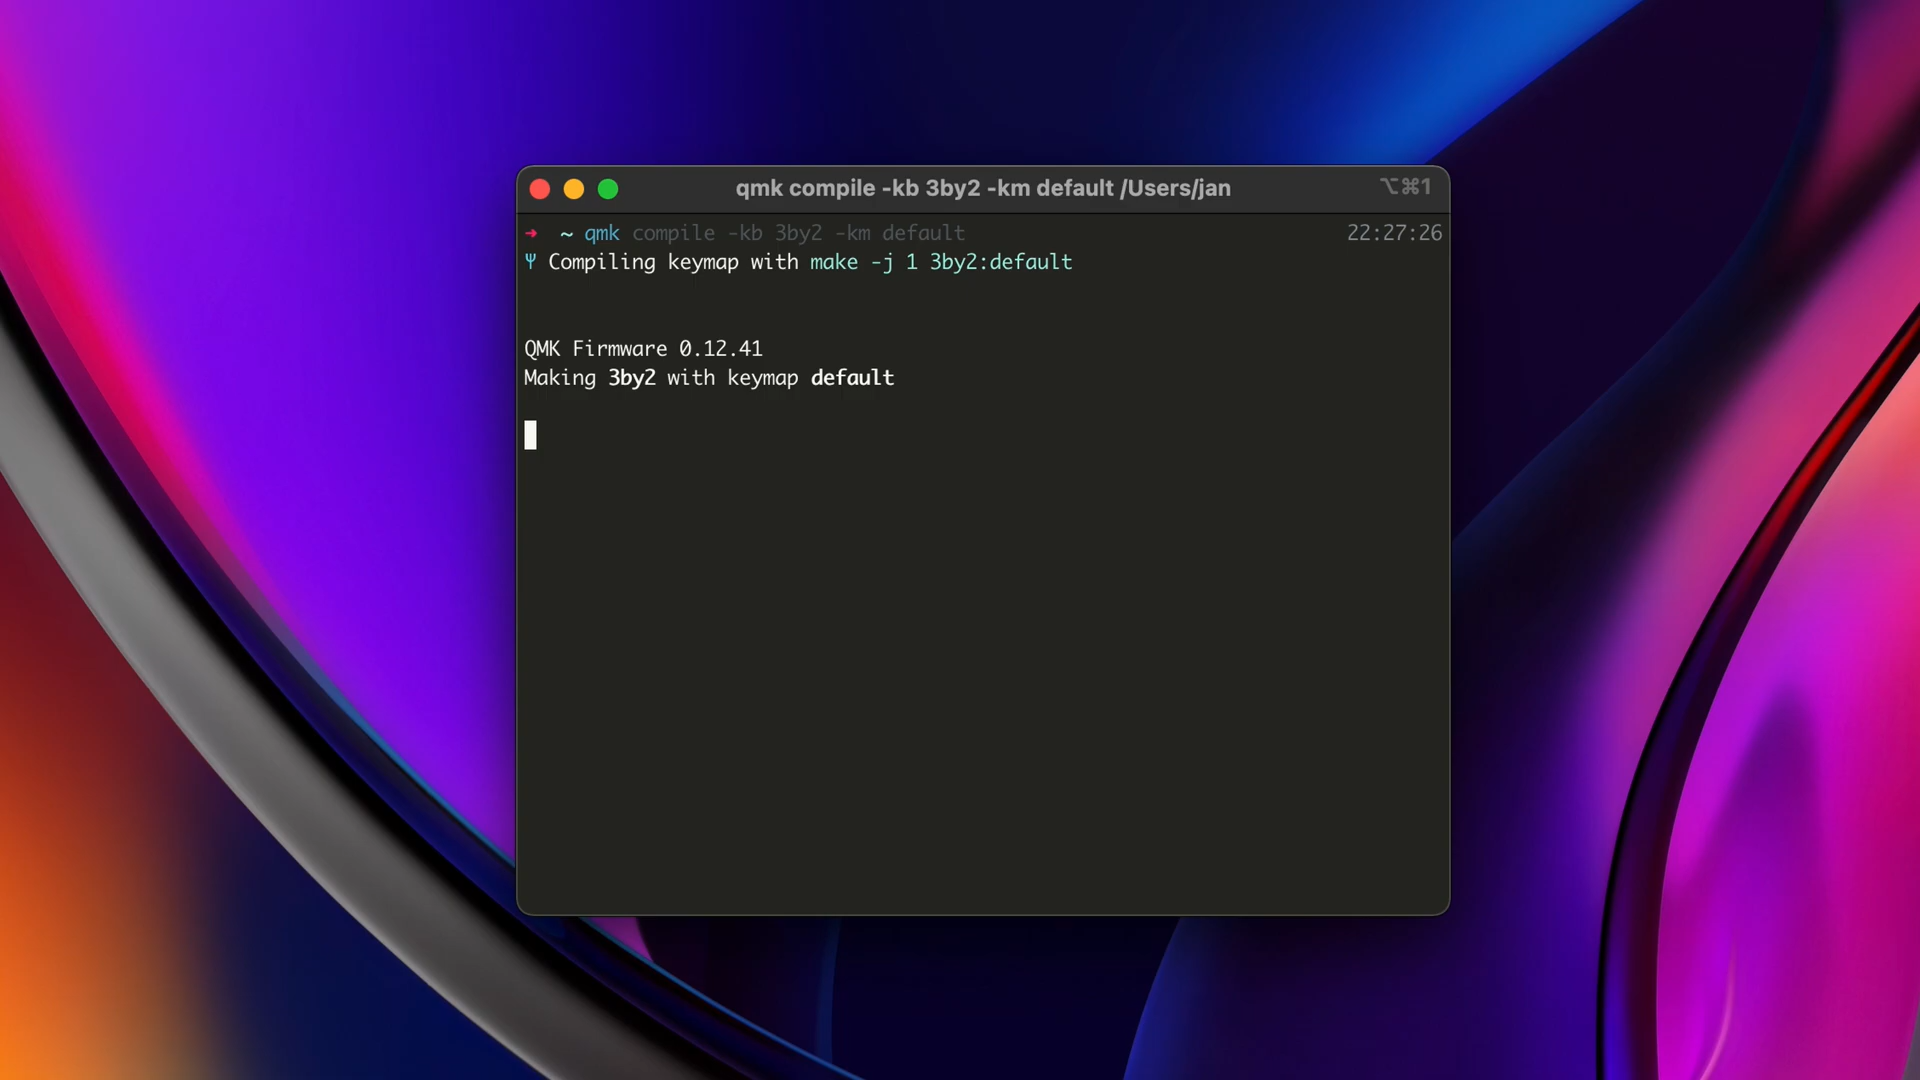 qmk compile -kb 3by2 -km default /Users/jan ⌥⌘1
➜ ~ qmk compile -kb 3by2 -km default 22:27:26
Ψ Compiling keymap with make -j 1 3by2:default
QMK Firmware 0.12.41
Making 3by2 with keymap default